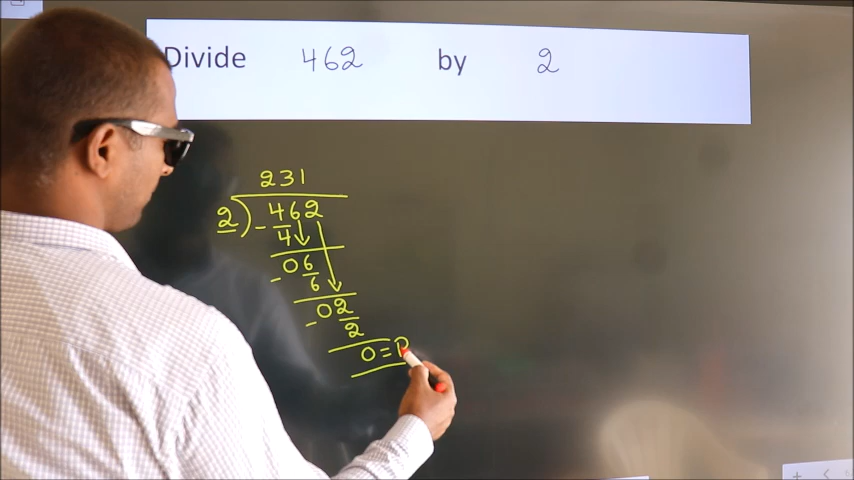 Divide 462 by 2
231
2 ) - 462
4
- 06
6
- 02
2
0 = R